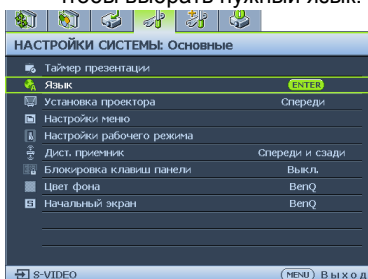 чтобы выбрать нужный язык.
НАСТРОЙКИ СИСТЕМЫ: Основные
Таймер презентации
Язык ENTER
Установка проектора Спереди
Настройки меню
Настройки рабочего режима
Дист. приемник Спереди и сзади
Блокировка клавиш панели Выкл.
Цвет фона BenQ
Начальный экран BenQ
S-VIDEO MENU Выход